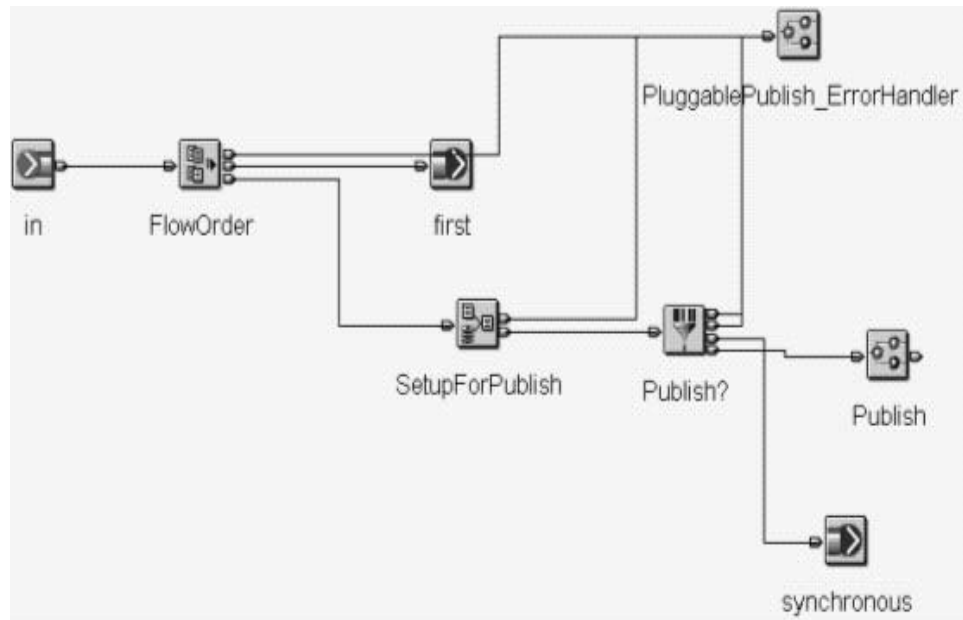 PluggablePublish_ErrorHandler
in
FlowOrder
first
SetupForPublish
Publish?
Publish
synchronous